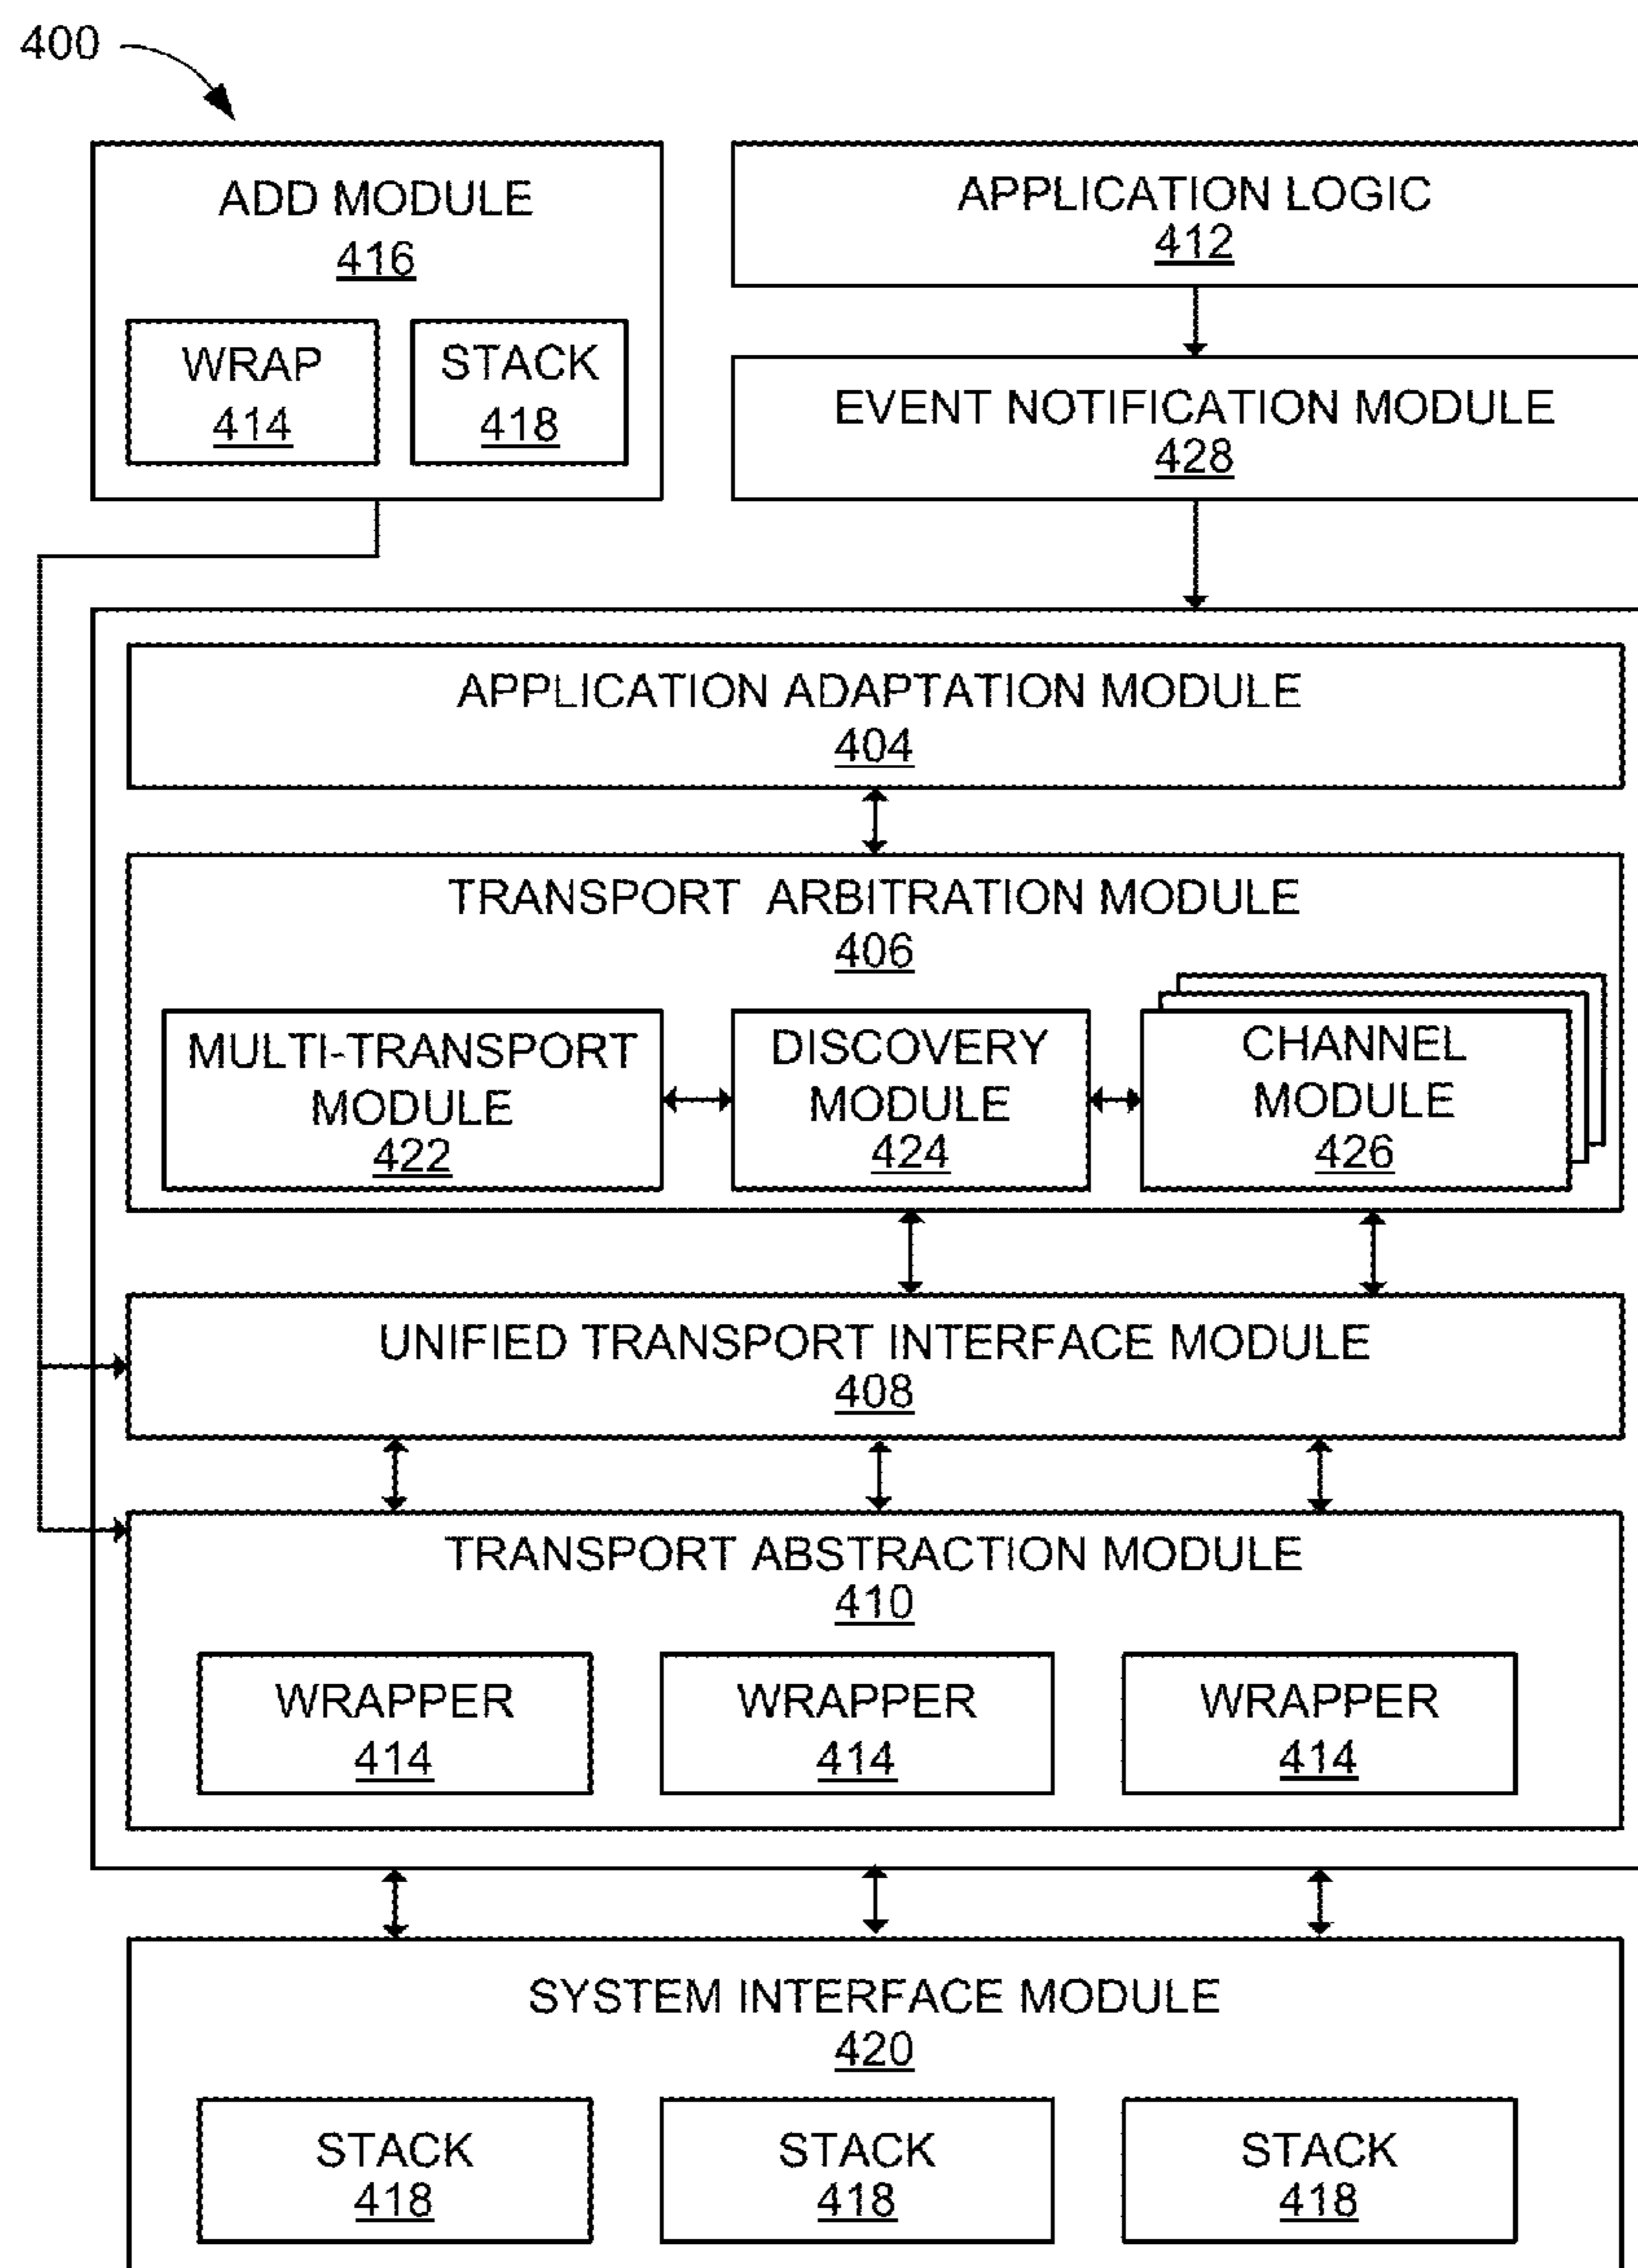 400
ADD MODULE
416
WRAP
414
STACK
418
APPLICATION LOGIC
412
EVENT NOTIFICATION MODULE
428
APPLICATION ADAPTATION MODULE
404
TRANSPORT ARBITRATION MODULE
406
MULTI-TRANSPORT
MODULE
422
DISCOVERY
MODULE
424
CHANNEL
MODULE
426
UNIFIED TRANSPORT INTERFACE MODULE
408
TRANSPORT ABSTRACTION MODULE
410
WRAPPER
414
WRAPPER
414
WRAPPER
414
SYSTEM INTERFACE MODULE
420
STACK
418
STACK
418
STACK
418